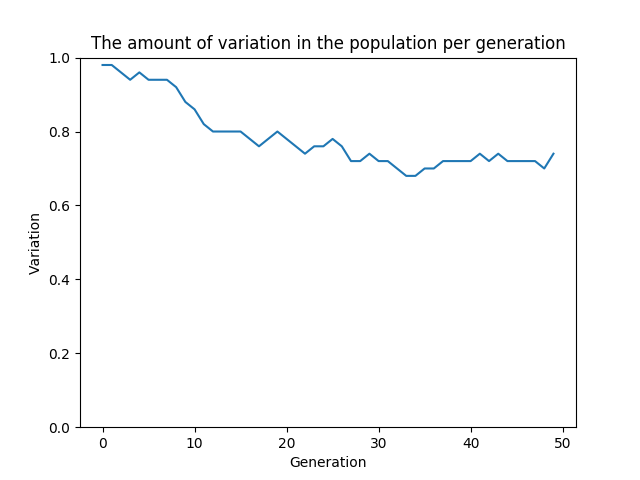 The amount of variation in the population per generation
1.0
0.8
0.6
0.4
0.2
0.0
Variation
0 10 20 30 40 50
Generation